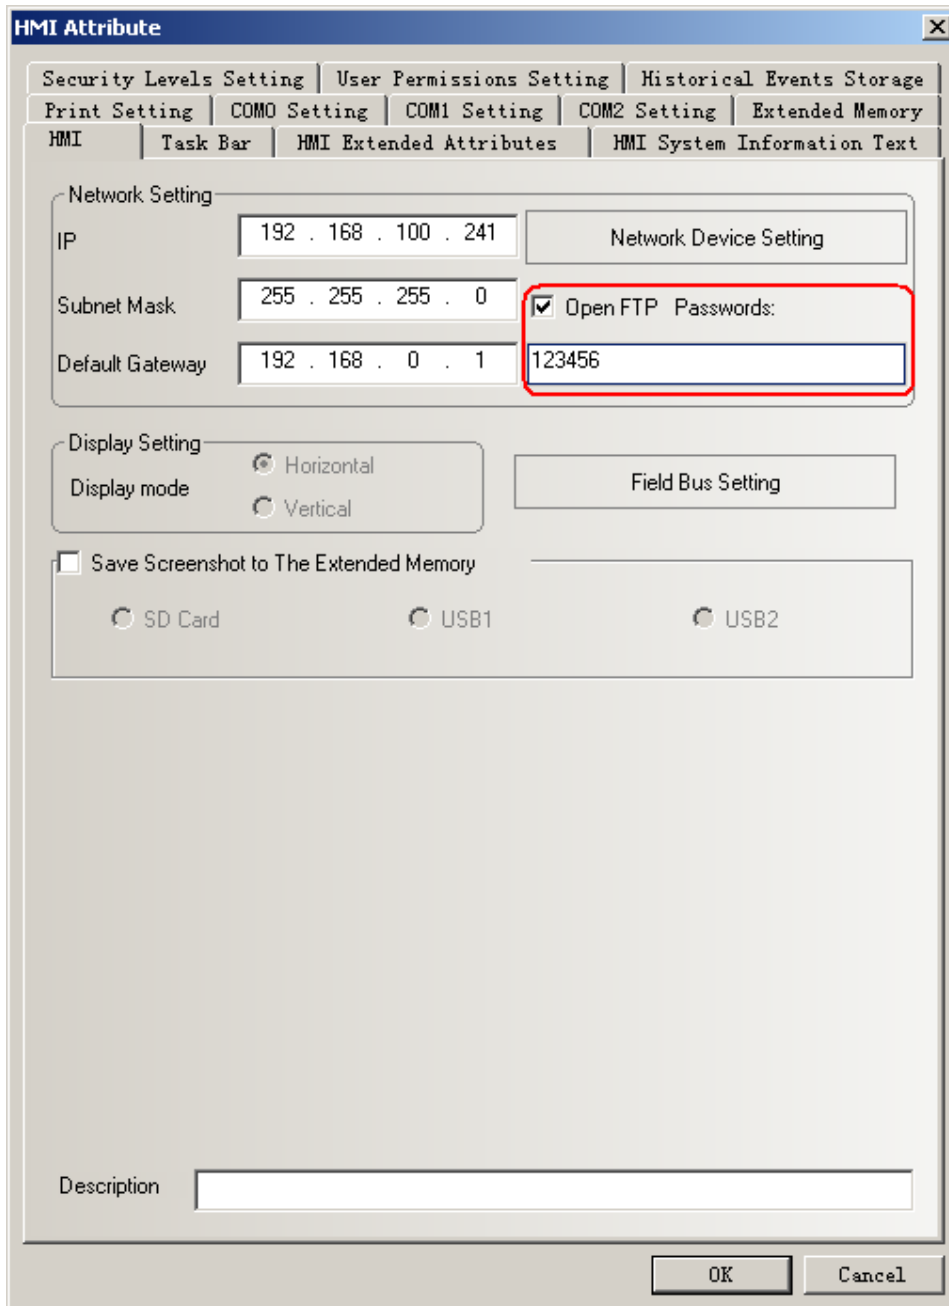 HMI Attribute
Security Levels Setting User Permissions Setting Historical Events Storage
Print Setting COM0 Setting COM1 Setting COM2 Setting Extended Memory
HMI Task Bar HMI Extended Attributes HMI System Information Text
Network Setting
IP 192 . 168 . 100 . 241 Network Device Setting
Subnet Mask 255 . 255 . 255 . 0 Open FTP Passwords:
Default Gateway 192 . 168 . 0 . 1 123456
Display Setting
Display mode
Horizontal
Vertical
Field Bus Setting
Save Screenshot to The Extended Memory
SD Card USB1 USB2
Description
OK Cancel